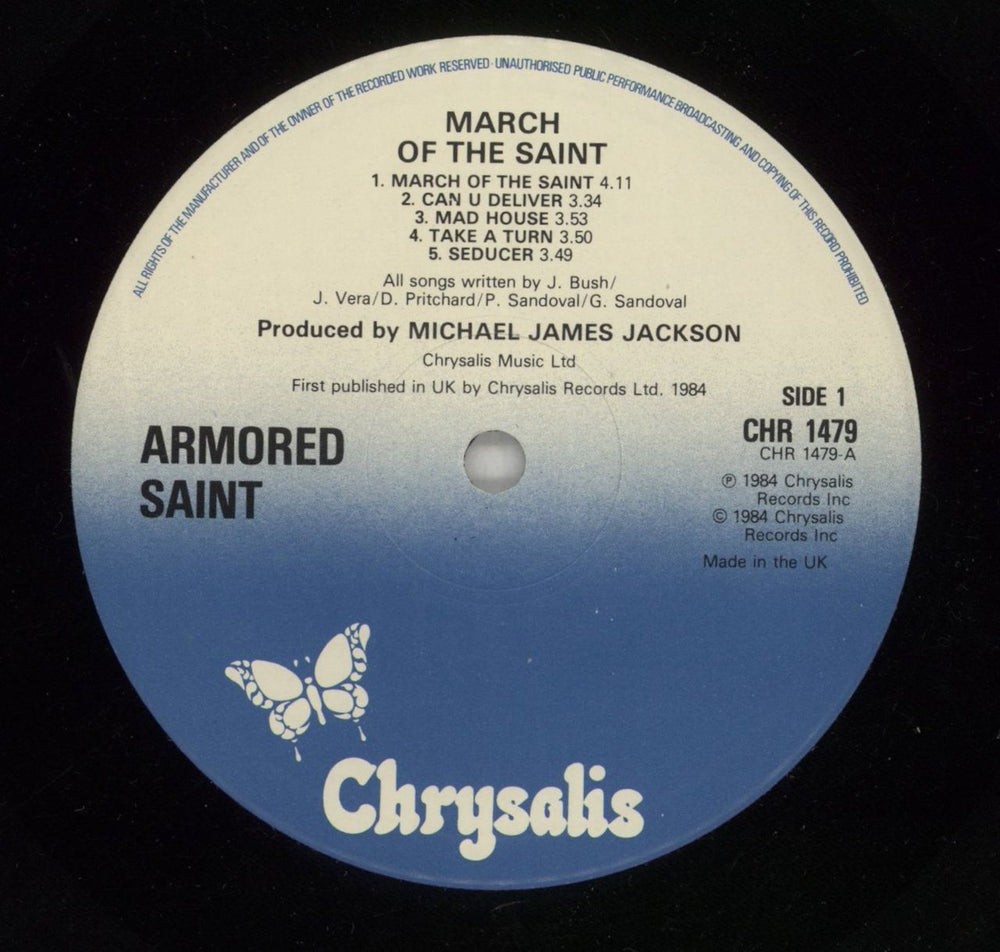 ALL RIGHTS OF THE MANUFACTURER AND OF THE OWNER OF THE RECORDED WORK RESERVED · UNAUTHORISED PUBLIC PERFORMANCE BROADCASTING AND COPYING OF THIS RECORD PROHIBITED
MARCH
OF THE SAINT
1. MARCH OF THE SAINT 4.11
2. CAN U DELIVER 3.34
3. MAD HOUSE 3.53
4. TAKE A TURN 3.50
5. SEDUCER 3.49
All songs written by J. Bush/
J. Vera/D. Pritchard/P. Sandoval/G. Sandoval
Produced by MICHAEL JAMES JACKSON
Chrysalis Music Ltd
First published in UK by Chrysalis Records Ltd. 1984
ARMORED
SAINT
SIDE 1
CHR 1479
CHR 1479-A
℗ 1984 Chrysalis
Records Inc
© 1984 Chrysalis
Records Inc
Made in the UK
Chrysalis